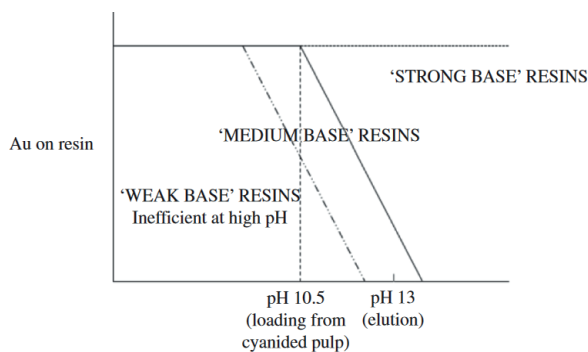 'STRONG BASE' RESINS
'MEDIUM BASE' RESINS
Au on resin
'WEAK BASE' RESINS
Inefficient at high pH
pH 10.5
(loading from
cyanided pulp)
pH 13
(elution)